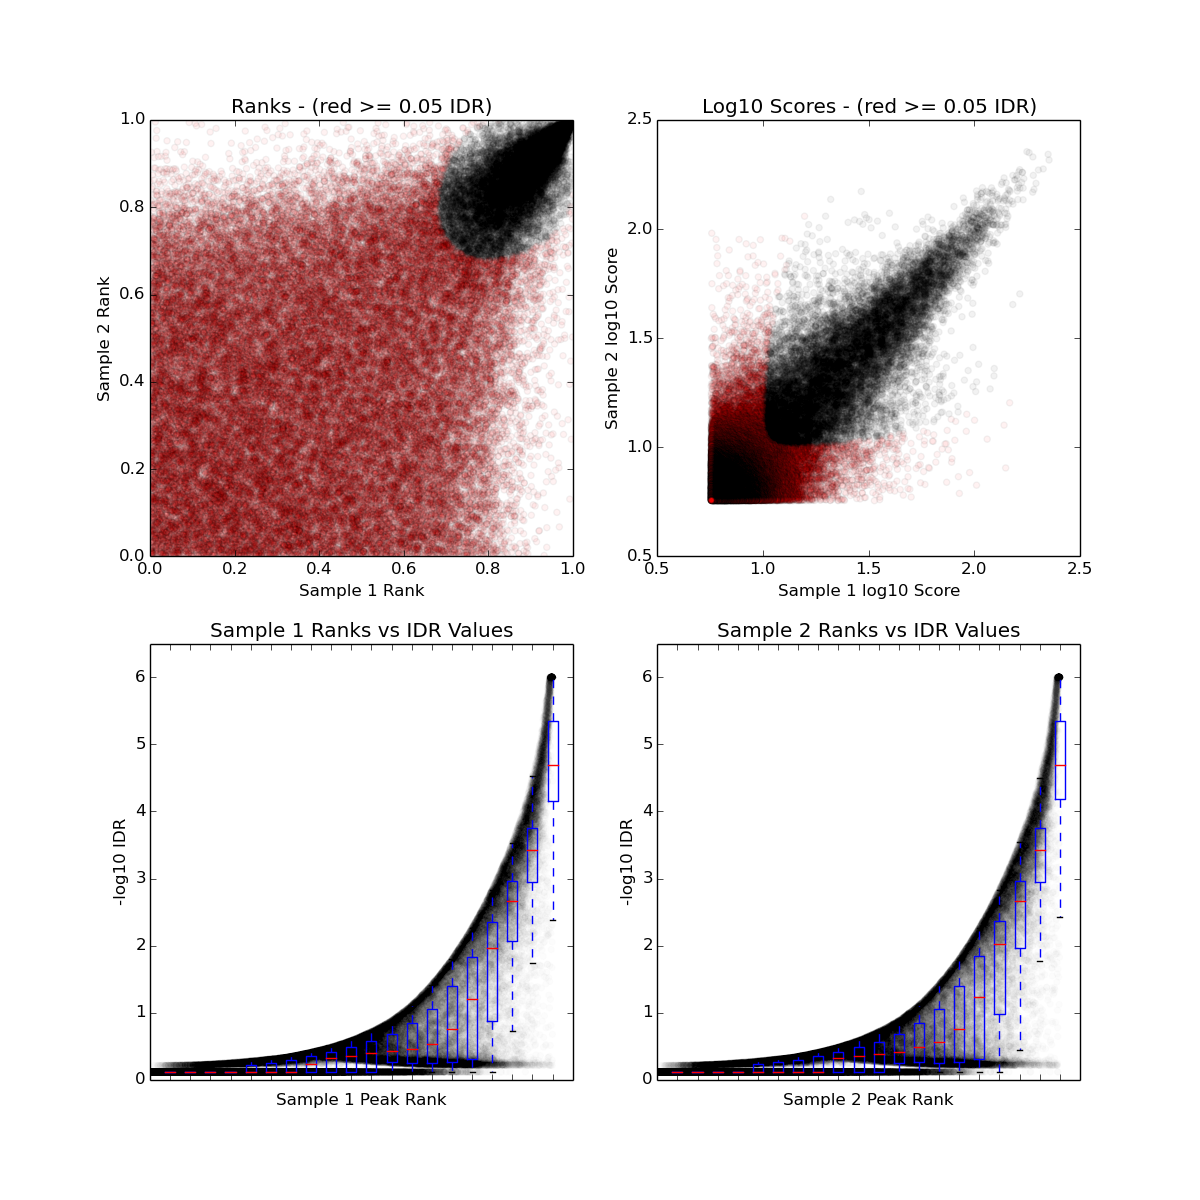 Ranks - (red >= 0.05 IDR)
1.0
0.8
0.6
0.4
0.2
0.0
Sample 2 Rank
0.0 0.2 0.4 0.6 0.8 1.0
Sample 1 Rank
Log10 Scores - (red >= 0.05 IDR)
2.5
2.0
1.5
1.0
0.5
Sample 2 log10 Score
0.5 1.0 1.5 2.0 2.5
Sample 1 log10 Score
Sample 1 Ranks vs IDR Values
6
5
4
3
2
1
0
-log10 IDR
Sample 1 Peak Rank
Sample 2 Ranks vs IDR Values
6
5
4
3
2
1
0
-log10 IDR
Sample 2 Peak Rank